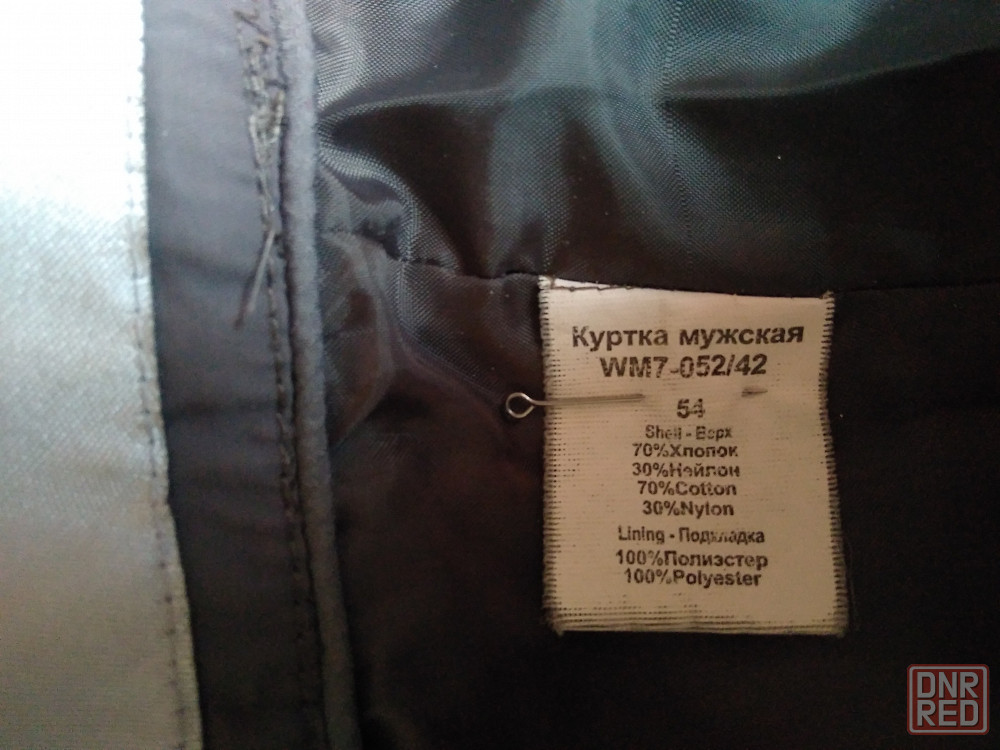 Куртка мужская
WM7-052/42
54
Shell - Верх
70%Хлопок
30%Нейлон
70%Cotton
30%Nylon
Lining - Подкладка
100%Полиэстер
100%Polyester
DNR
RED